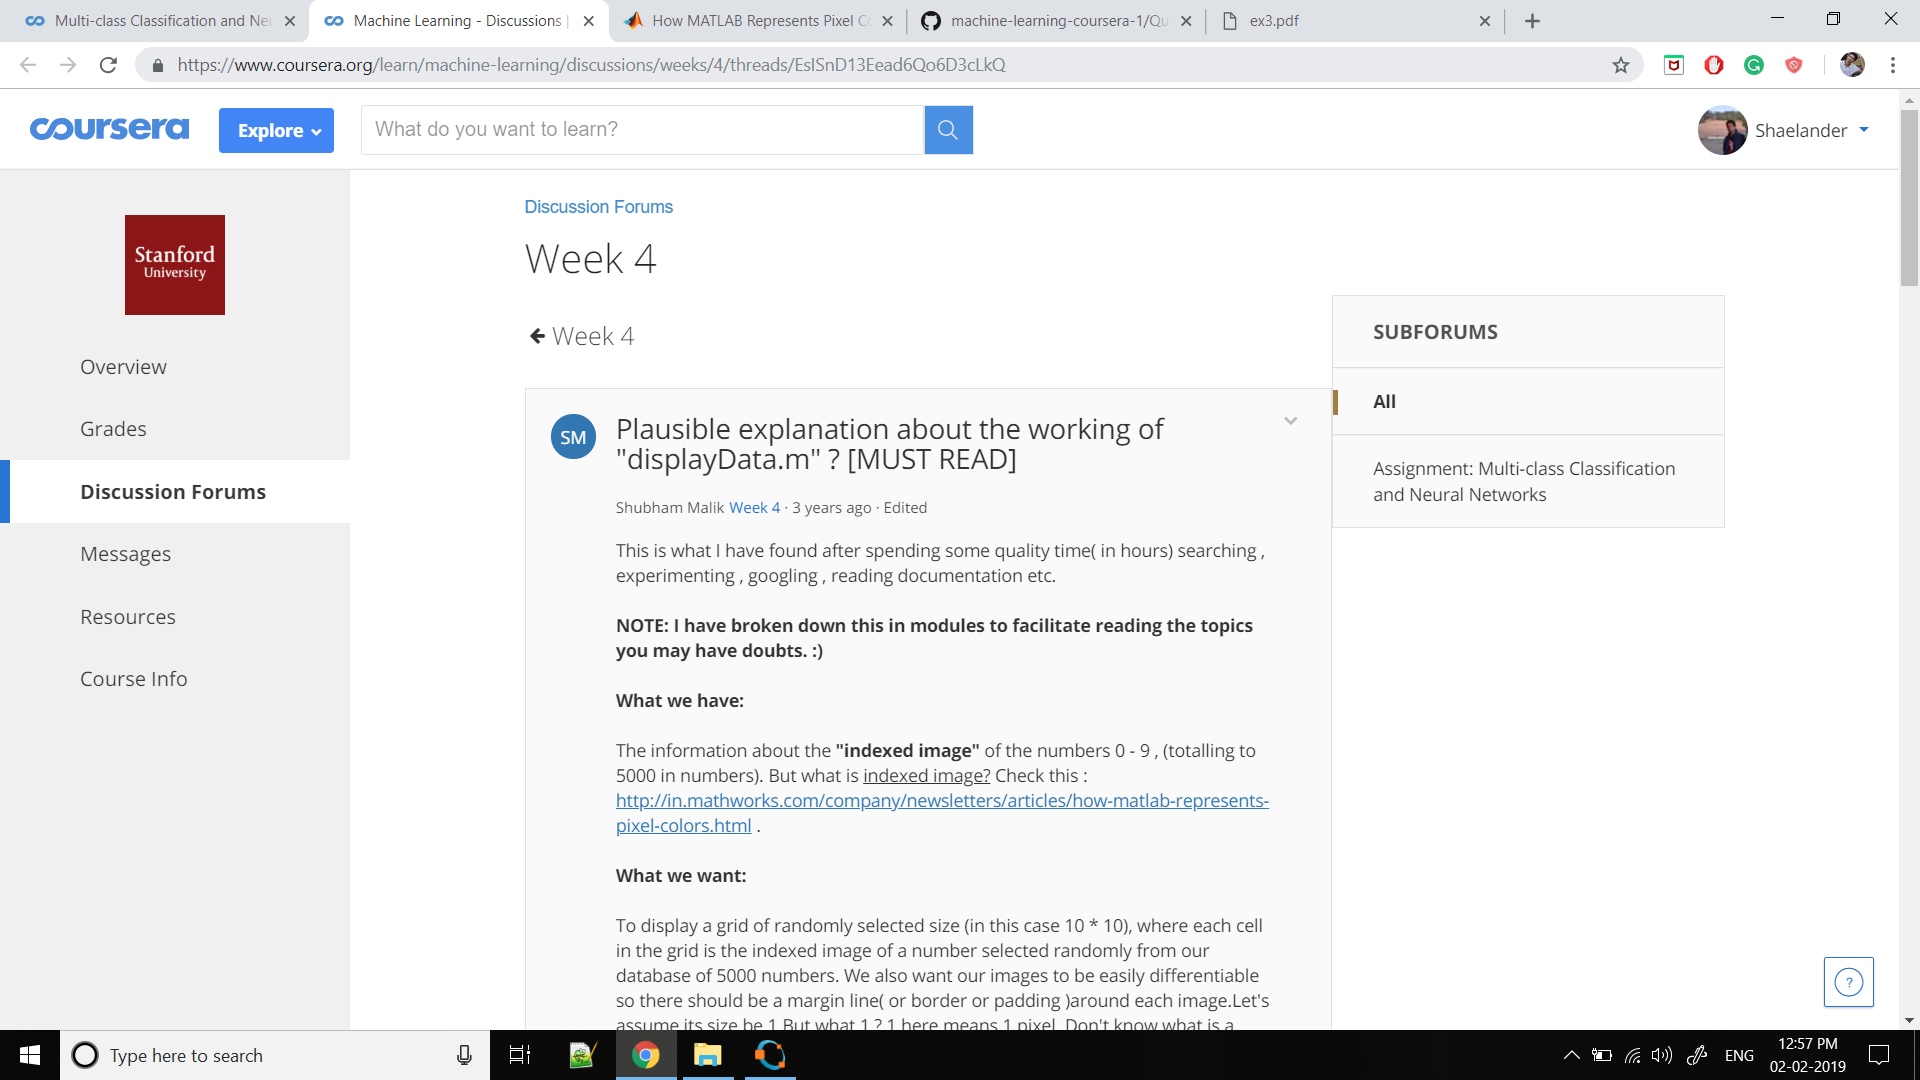 Multi-class Classification and Neu
Machine Learning - Discussions |
How MATLAB Represents Pixel Co
machine-learning-coursera-1/Qu
ex3.pdf
https://www.coursera.org/learn/machine-learning/discussions/weeks/4/threads/EsISnD13Eead6Qo6D3cLkQ
coursera
Explore
What do you want to learn?
Shaelander
Stanford
University
Overview
Grades
Discussion Forums
Messages
Resources
Course Info
Discussion Forums
Week 4
Week 4
SM
Plausible explanation about the working of
"displayData.m" ? [MUST READ]
Shubham Malik Week 4 · 3 years ago · Edited
This is what I have found after spending some quality time( in hours) searching ,
experimenting , googling , reading documentation etc.
NOTE: I have broken down this in modules to facilitate reading the topics
you may have doubts. :)
What we have:
The information about the "indexed image" of the numbers 0 - 9 , (totalling to
5000 in numbers). But what is indexed image? Check this :
http://in.mathworks.com/company/newsletters/articles/how-matlab-represents-
pixel-colors.html .
What we want:
To display a grid of randomly selected size (in this case 10 * 10), where each cell
in the grid is the indexed image of a number selected randomly from our
database of 5000 numbers. We also want our images to be easily differentiable
so there should be a margin line( or border or padding )around each image.Let's
assume its size be 1.But what 1 ? 1 here means 1 pixel. Don't know what is a
SUBFORUMS
All
Assignment: Multi-class Classification
and Neural Networks
?
Type here to search
ENG
12:57 PM
02-02-2019